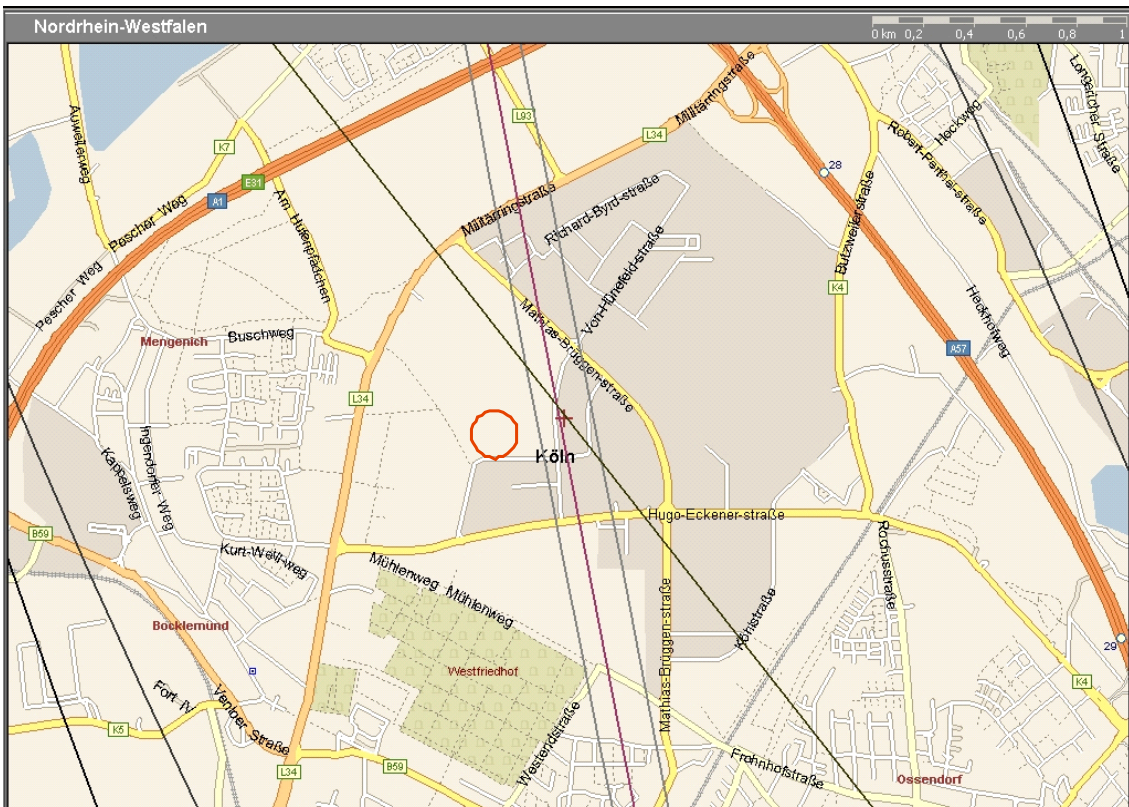 Nordrhein-Westfalen
0 km 0,2 0,4 0,6 0,8 1
Auweilerweg
K7
L93
Militärringstraße
L34
Longericher Straße
Heckweg
Robert-Perthel-straße
28
E31
A1
Pescher Weg
Am Hufenpfädchen
Militärringstraße
Richard-Byrd-straße
Butzweilerstraße
Von-Hünefeld-straße
Pescher Weg
K4
Heckhofweg
Mathias-Brüggen-straße
Buschweg
Mengenich
A57
L34
Köln
Ingendorfer Weg
Kappelsweg
B59
Hugo-Eckener-straße
Kurt-Weill-weg
Mühlenweg Mühlenweg
Rochusstraße
Mathias-Brüggen-straße
Köhlstraße
Bocklemünd
29
Westfriedhof
K4
Fort IV
Venloer Straße
K5
Westendstraße
Frohnhofstraße
B59
L34
Ossendorf